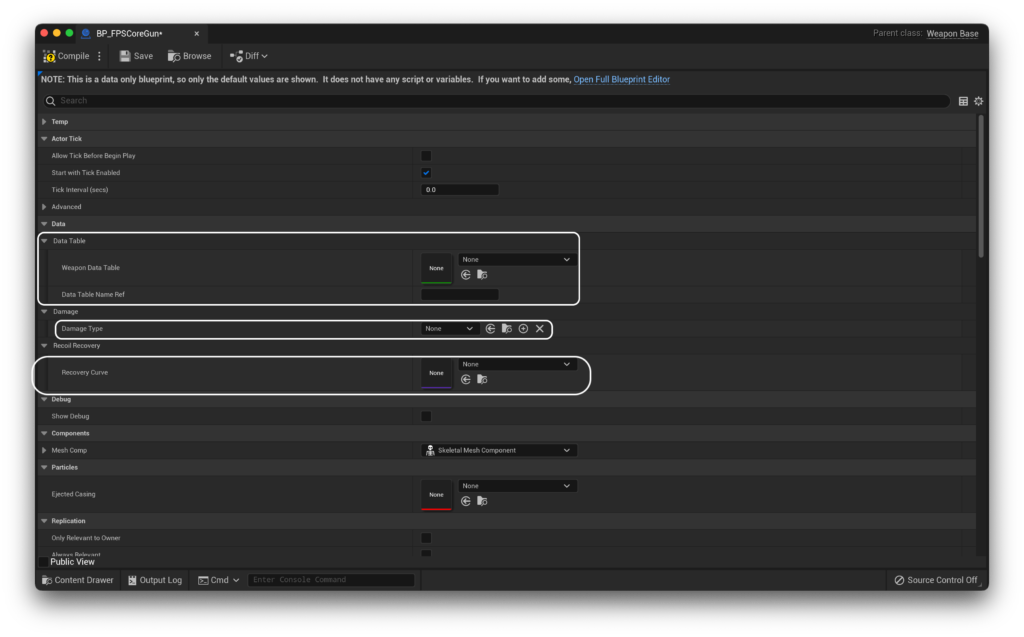 BP_FPSCoreGun*
Parent class: Weapon Base
Compile Save Browse Diff
NOTE: This is a data only blueprint, so only the default values are shown. It does not have any script or variables. If you want to add some, Open Full Blueprint Editor
Search
Temp
Actor Tick
Allow Tick Before Begin Play
Start with Tick Enabled
Tick Interval (secs) 0.0
Advanced
Data
Data Table
Weapon Data Table None None
Data Table Name Ref
Damage
Damage Type None
Recoil Recovery
Recovery Curve None None
Debug
Show Debug
Components
Mesh Comp Skeletal Mesh Component
Particles
Ejected Casing None None
Replication
Only Relevant to Owner
Always Relevant
Public View
Content Drawer Output Log Cmd Enter Console Command Source Control Off